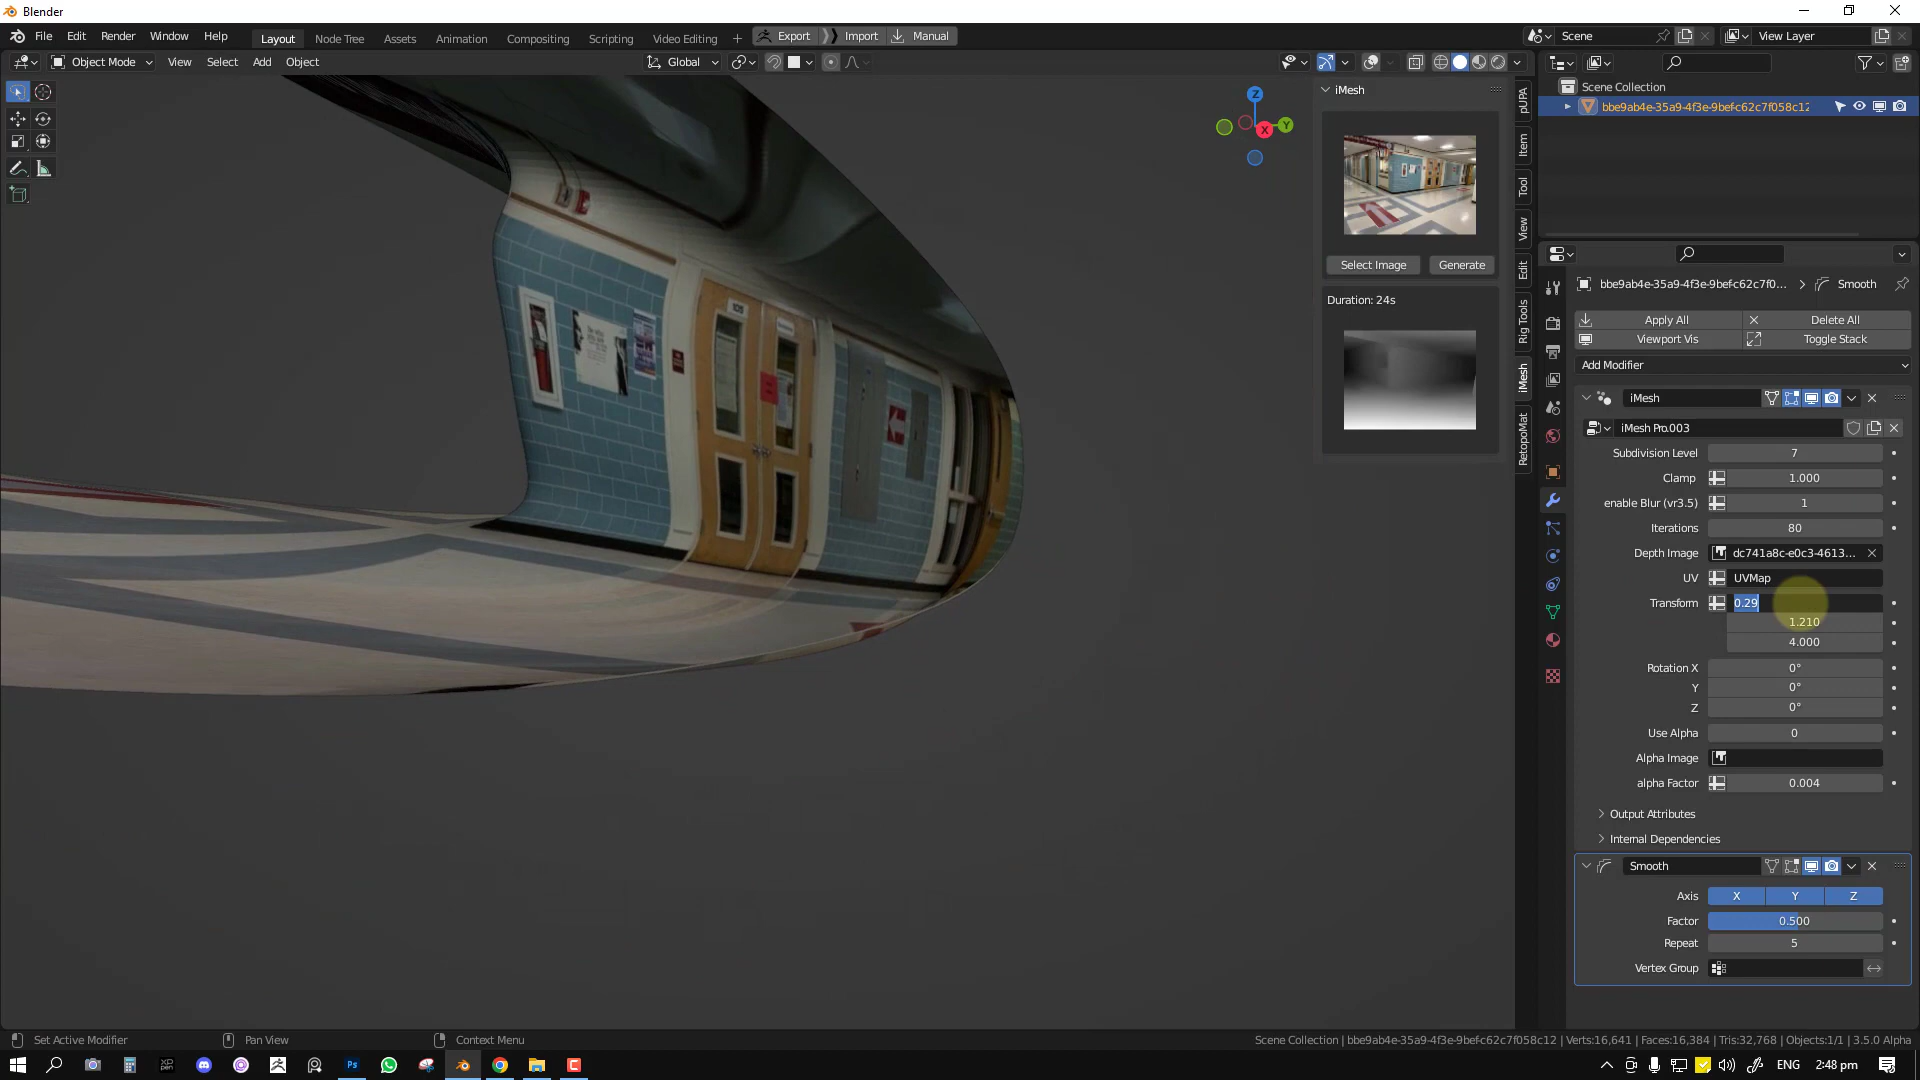 Blender
File Edit Render Window Help
Layout Node Tree Assets Animation Compositing Scripting Video Editing +
Export Import Manual
Scene
View Layer
Object Mode View Select Add Object
Global
Z
Y
X
iMesh
Select Image Generate
Duration: 24s
pUPA
Item
Tool
View
Edit
Rig Tools
iMesh
RetopoMat
Scene Collection
bbe9ab4e-35a9-4f3e-9bef-c62c7f058c12
bbe9ab4e-35a9-4f3e-9bef-c62c7f0... > Smooth
Apply All Delete All
Viewport Vis Toggle Stack
Add Modifier
iMesh
iMesh Pro.003
Subdivision Level 7
Clamp 1.000
enable Blur (vr3.5) 1
Iterations 80
Depth Image dc741a8c-e0c3-4613...
UV UVMap
Transform 0.29
1.210
4.000
Rotation X 0°
Y 0°
Z 0°
Use Alpha 0
Alpha Image
alpha Factor 0.004
Output Attributes
Internal Dependencies
Smooth
Axis X Y Z
Factor 0.500
Repeat 5
Vertex Group
Set Active Modifier Pan View Context Menu
Scene Collection | bbe9ab4e-35a9-4f3e-9bef-c62c7f058c12 | Verts:16,641 | Faces:16,384 | Tris:32,768 | Objects:1/1 | 3.5.0 Alpha
ENG 2:48 pm